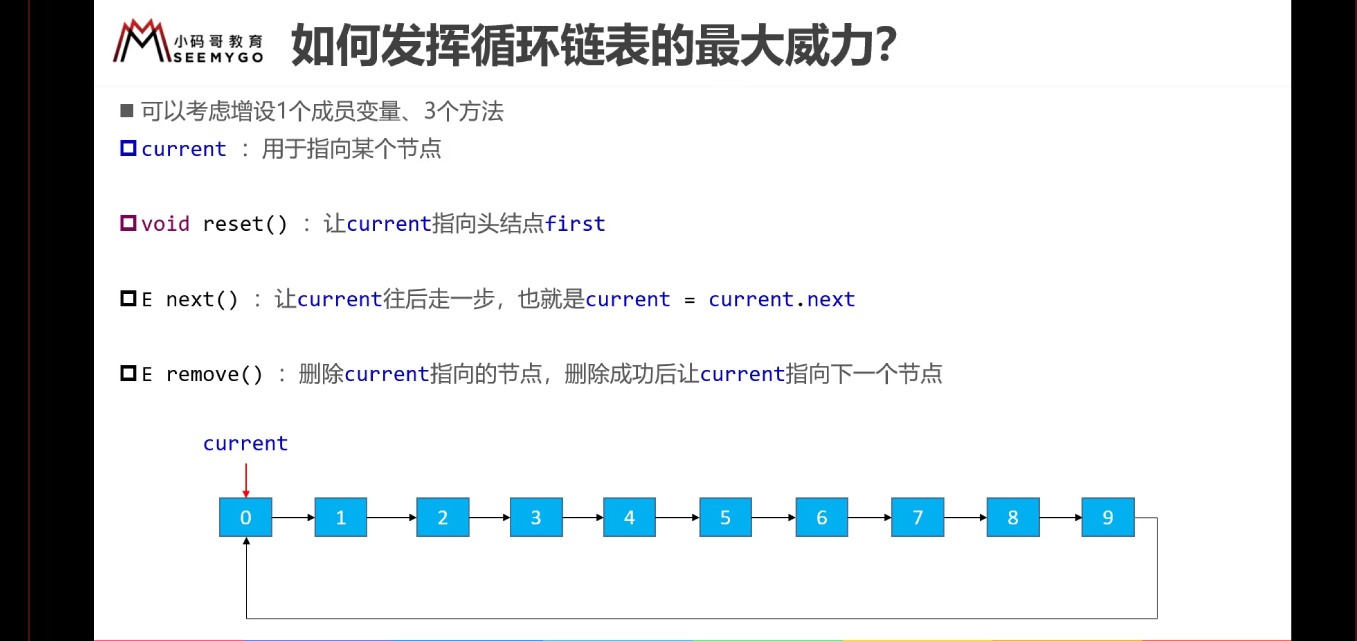 小码哥教育
SEEMYGO
如何发挥循环链表的最大威力?
可以考虑增设1个成员变量、3个方法
current : 用于指向某个节点
void reset() : 让current指向头结点first
E next() : 让current往后走一步，也就是current = current.next
E remove() : 删除current指向的节点，删除成功后让current指向下一个节点
current
0 1 2 3 4 5 6 7 8 9